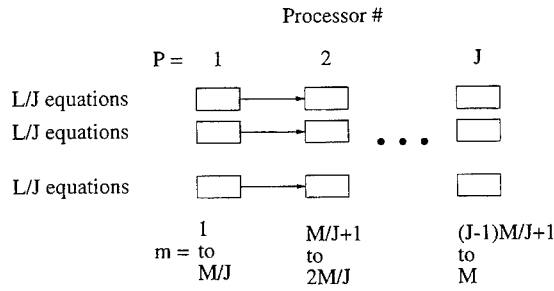 Processor #
P = 1 2 J
L/J equations
L/J equations
L/J equations
1 M/J+1 (J-1)M/J+1
m = to to to
M/J 2M/J M